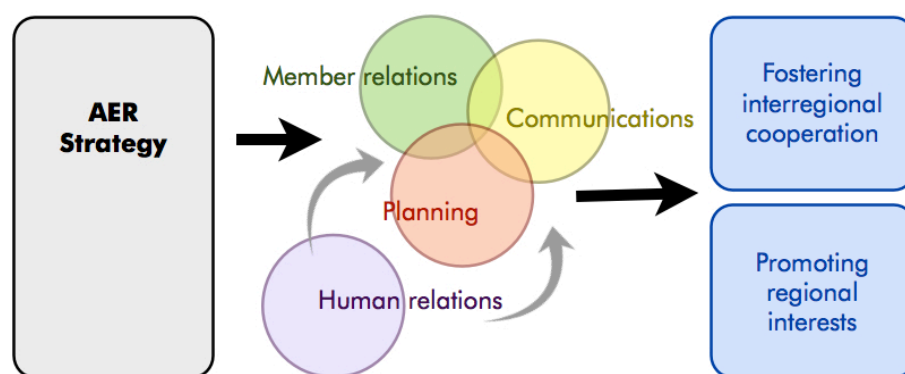 AER
Strategy
Member relations
Communications
Planning
Human relations
Fostering
interregional
cooperation
Promoting
regional
interests